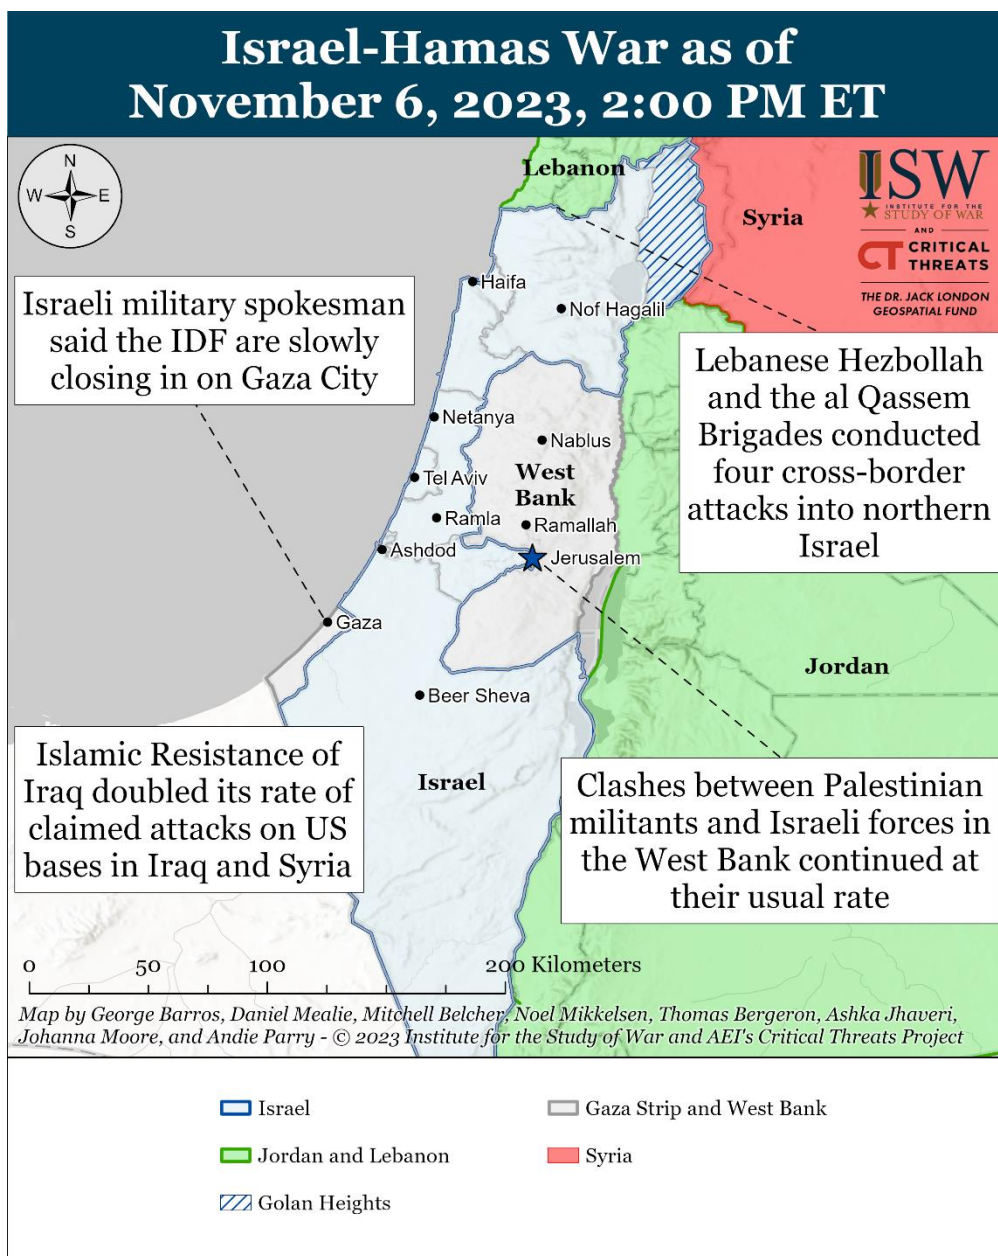 Israel-Hamas War as of
November 6, 2023, 2:00 PM ET
N
W
E
S
Lebanon
Syria
ISW
INSTITUTE FOR THE
STUDY OF WAR
AND
CT CRITICAL
THREATS
THE DR. JACK LONDON
GEOSPATIAL FUND
Israeli military spokesman
said the IDF are slowly
closing in on Gaza City
Haifa
Nof Hagalil
Lebanese Hezbollah
and the al Qassem
Brigades conducted
four cross-border
attacks into northern
Israel
Netanya
Nablus
West
Bank
Tel Aviv
Ramla
Ramallah
Ashdod
Jerusalem
Gaza
Jordan
Beer Sheva
Israel
Islamic Resistance of
Iraq doubled its rate of
claimed attacks on US
bases in Iraq and Syria
Clashes between Palestinian
militants and Israeli forces in
the West Bank continued at
their usual rate
0 50 100 200 Kilometers
Map by George Barros, Daniel Mealie, Mitchell Belcher, Noel Mikkelsen, Thomas Bergeron, Ashka Jhaveri,
Johanna Moore, and Andie Parry - © 2023 Institute for the Study of War and AEI's Critical Threats Project
Israel
Gaza Strip and West Bank
Jordan and Lebanon
Syria
Golan Heights